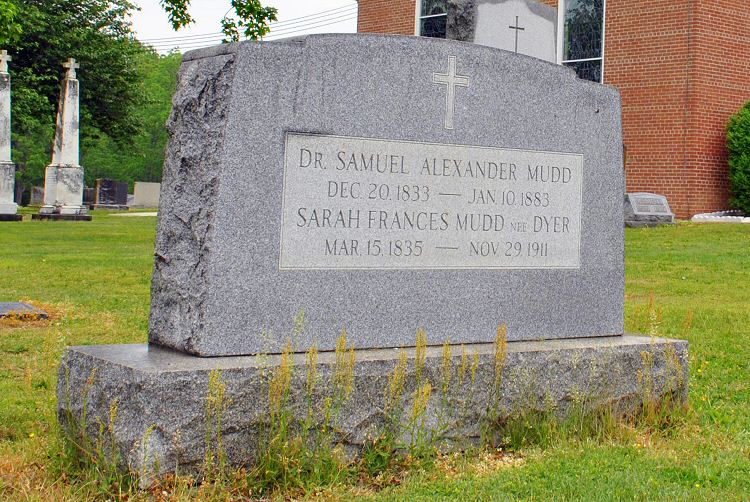 DR. SAMUEL ALEXANDER MUDD
DEC. 20. 1833 — JAN. 10. 1883
SARAH FRANCES MUDD NEE DYER
MAR. 15. 1835 — NOV. 29. 1911